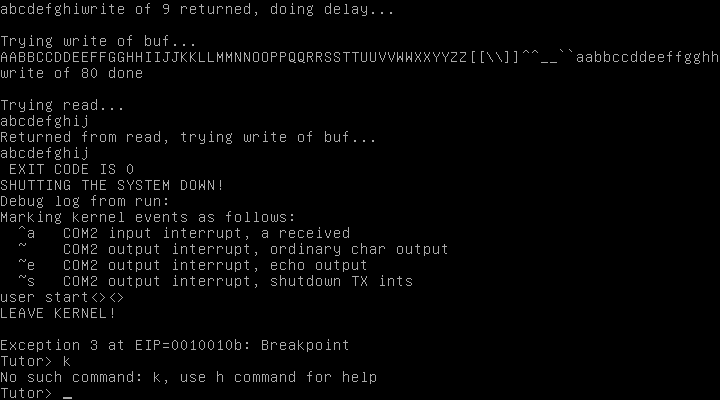 abcdefghiwrite of 9 returned, doing delay...
Trying write of buf...
AABBCCDDEEFFGGHHIIJJKKLLMMNNOOPPQQRRSSTTUUVVWWXXYYZZ[[\\]]^^__``aabbccddeeffgghh
write of 80 done
Trying read...
abcdefghij
Returned from read, trying write of buf...
abcdefghij
 EXIT CODE IS 0
SHUTTING THE SYSTEM DOWN!
Debug log from run:
Marking kernel events as follows:
  ^a   COM2 input interrupt, a received
  ~    COM2 output interrupt, ordinary char output
  ~e   COM2 output interrupt, echo output
  ~s   COM2 output interrupt, shutdown TX ints
user start<><>
LEAVE KERNEL!
Exception 3 at EIP=0010010b: Breakpoint
Tutor> k
No such command: k, use h command for help
Tutor> _